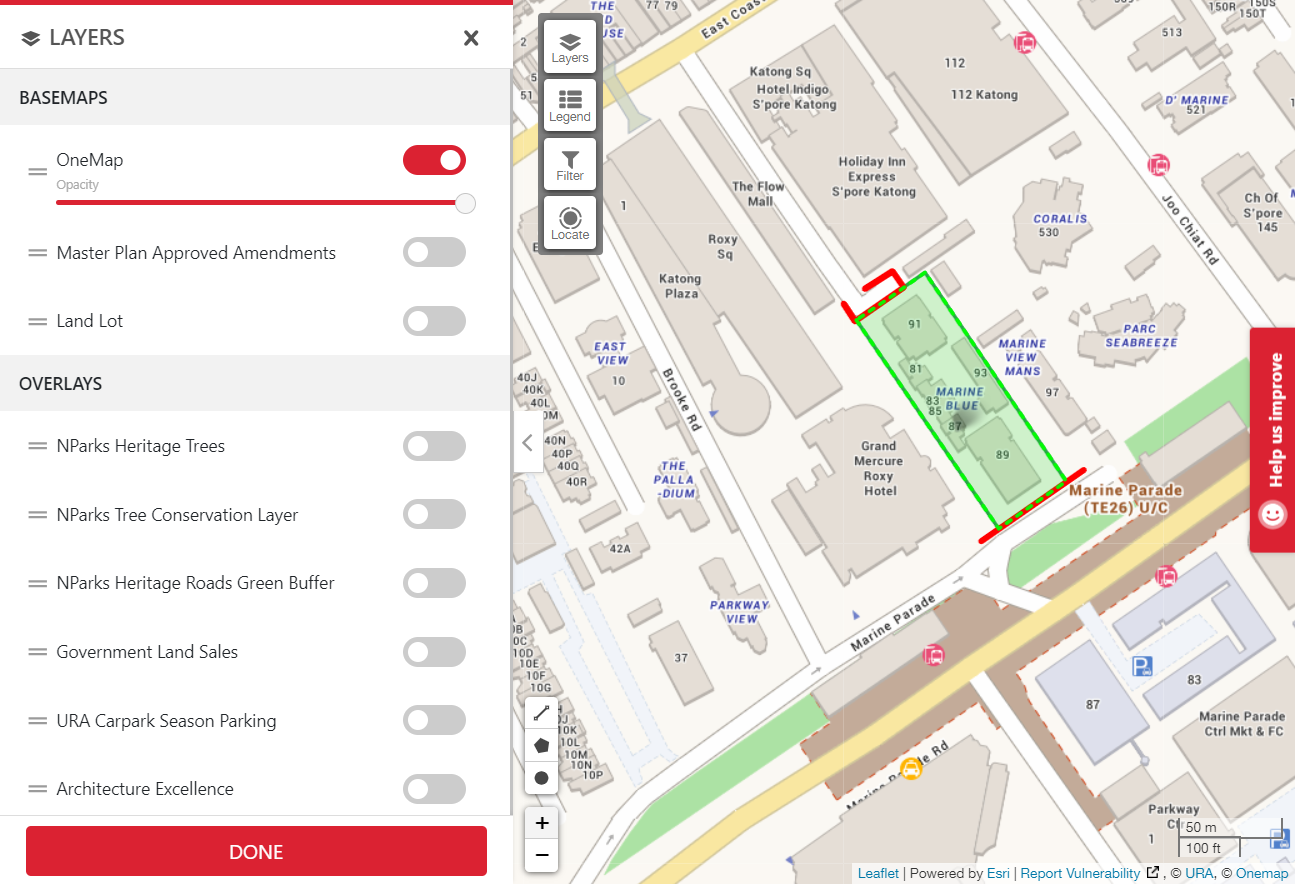 LAYERS
BASEMAPS
OneMap
Opacity
Master Plan Approved Amendments
Land Lot
OVERLAYS
NParks Heritage Trees
NParks Tree Conservation Layer
NParks Heritage Roads Green Buffer
Government Land Sales
URA Carpark Season Parking
Architecture Excellence
DONE
Layers
Legend
Filter
Locate
THE
77 79
East Coast
150R
150S
150T
513
2
51
112
112 Katong
Katong Sq
Hotel Indigo
S'pore Katong
D' MARINE
521
Holiday Inn
Express
S'pore Katong
The Flow
Mall
1
Joo Chiat Rd
Ch Of
S'pore
145
CORALIS
530
Roxy
Sq
Katong
Plaza
91
PARC
SEABREEZE
EAST
VIEW
10
MARINE
VIEW
MANS
81
93
97
MARINE
BLUE
83
85
87
89
40J
40K
40L
40N
40P
40Q
40R
Brooke Rd
Grand
Mercure
Roxy
Hotel
THE
PALLA
-DIUM
Marine Parade
(TE26) U/C
42A
PARKWAY
VIEW
Marine Parade
37
10D
10E
10F
10G
10K
10L
10M
10N
10P
87
83
Marine Parade
Ctrl Mkt & FC
Marine Parade Rd
Parkway
1
50 m
100 ft
+
−
Help us improve
Leaflet | Powered by Esri | Report Vulnerability , © URA, © Onemap